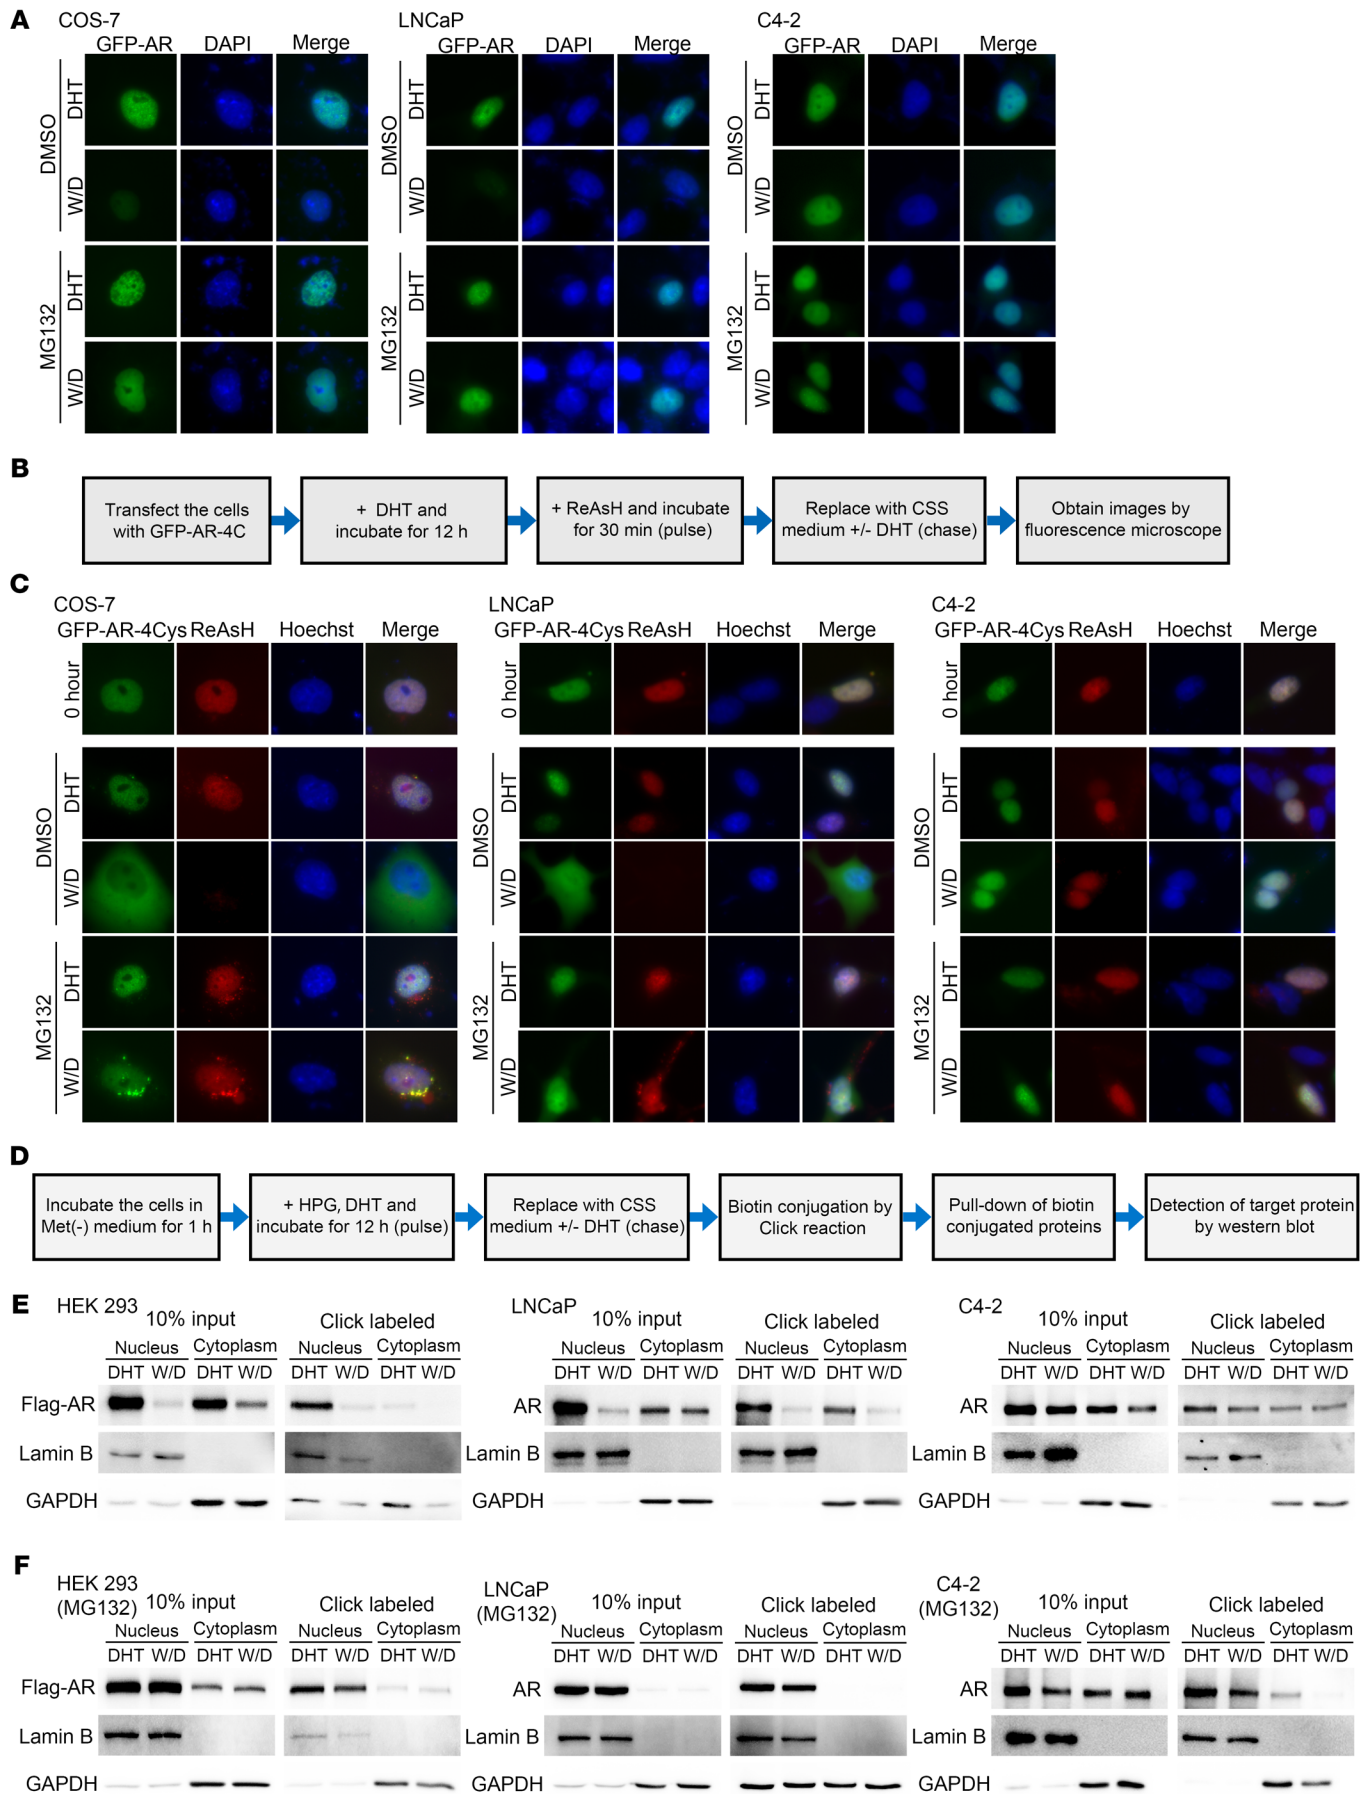 A
COS-7
GFP-AR DAPI Merge
LNCaP
GFP-AR DAPI Merge
C4-2
GFP-AR DAPI Merge
DMSO
DHT
W/D
MG132
DHT
W/D
DMSO
DHT
W/D
MG132
DHT
W/D
DMSO
DHT
W/D
MG132
DHT
W/D
B
Transfect the cells
with GFP-AR-4C
+ DHT and
incubate for 12 h
+ ReAsH and incubate
for 30 min (pulse)
Replace with CSS
medium +/- DHT (chase)
Obtain images by
fluorescence microscope
C
COS-7
GFP-AR-4Cys ReAsH Hoechst Merge
LNCaP
GFP-AR-4Cys ReAsH Hoechst Merge
C4-2
GFP-AR-4Cys ReAsH Hoechst Merge
0 hour
DMSO
DHT
W/D
MG132
DHT
W/D
0 hour
DMSO
DHT
W/D
MG132
DHT
W/D
0 hour
DMSO
DHT
W/D
MG132
DHT
W/D
D
Incubate the cells in
Met(-) medium for 1 h
+ HPG, DHT and
incubate for 12 h (pulse)
Replace with CSS
medium +/- DHT (chase)
Biotin conjugation by
Click reaction
Pull-down of biotin
conjugated proteins
Detection of target protein
by western blot
E
HEK 293
10% input Click labeled
Nucleus Cytoplasm Nucleus Cytoplasm
DHT W/D DHT W/D DHT W/D DHT W/D
Flag-AR
Lamin B
GAPDH
LNCaP
10% input Click labeled
Nucleus Cytoplasm Nucleus Cytoplasm
DHT W/D DHT W/D DHT W/D DHT W/D
AR
Lamin B
GAPDH
C4-2
10% input Click labeled
Nucleus Cytoplasm Nucleus Cytoplasm
DHT W/D DHT W/D DHT W/D DHT W/D
AR
Lamin B
GAPDH
F
HEK 293
(MG132)
10% input Click labeled
Nucleus Cytoplasm Nucleus Cytoplasm
DHT W/D DHT W/D DHT W/D DHT W/D
Flag-AR
Lamin B
GAPDH
LNCaP
(MG132)
10% input Click labeled
Nucleus Cytoplasm Nucleus Cytoplasm
DHT W/D DHT W/D DHT W/D DHT W/D
AR
Lamin B
GAPDH
C4-2
(MG132)
10% input Click labeled
Nucleus Cytoplasm Nucleus Cytoplasm
DHT W/D DHT W/D DHT W/D DHT W/D
AR
Lamin B
GAPDH